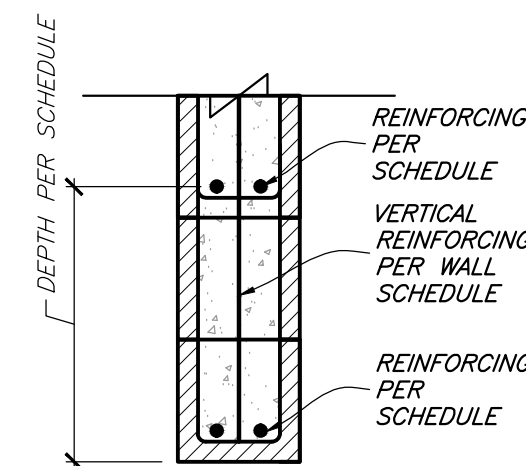 DEPTH PER SCHEDULE
REINFORCING
PER
SCHEDULE
VERTICAL
REINFORCING
PER WALL
SCHEDULE
REINFORCING
PER
SCHEDULE